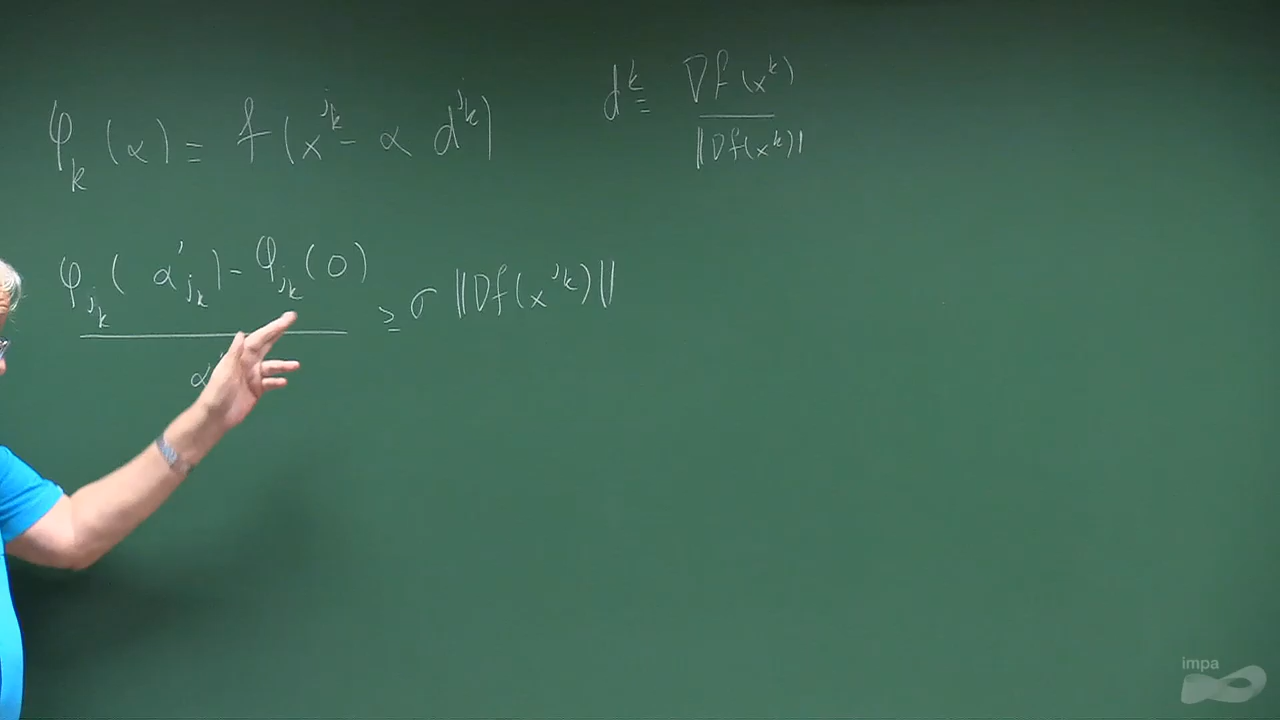 φ_k (α) = f(x^{j_k} - α d^{j_k})
d^k = ∇f(x^k) / ||∇f(x^k)||
φ_{j_k}( α'_{j_k}) - φ_{j_k}(0) / α' ≥ σ ||∇f(x^{j_k})||
impa